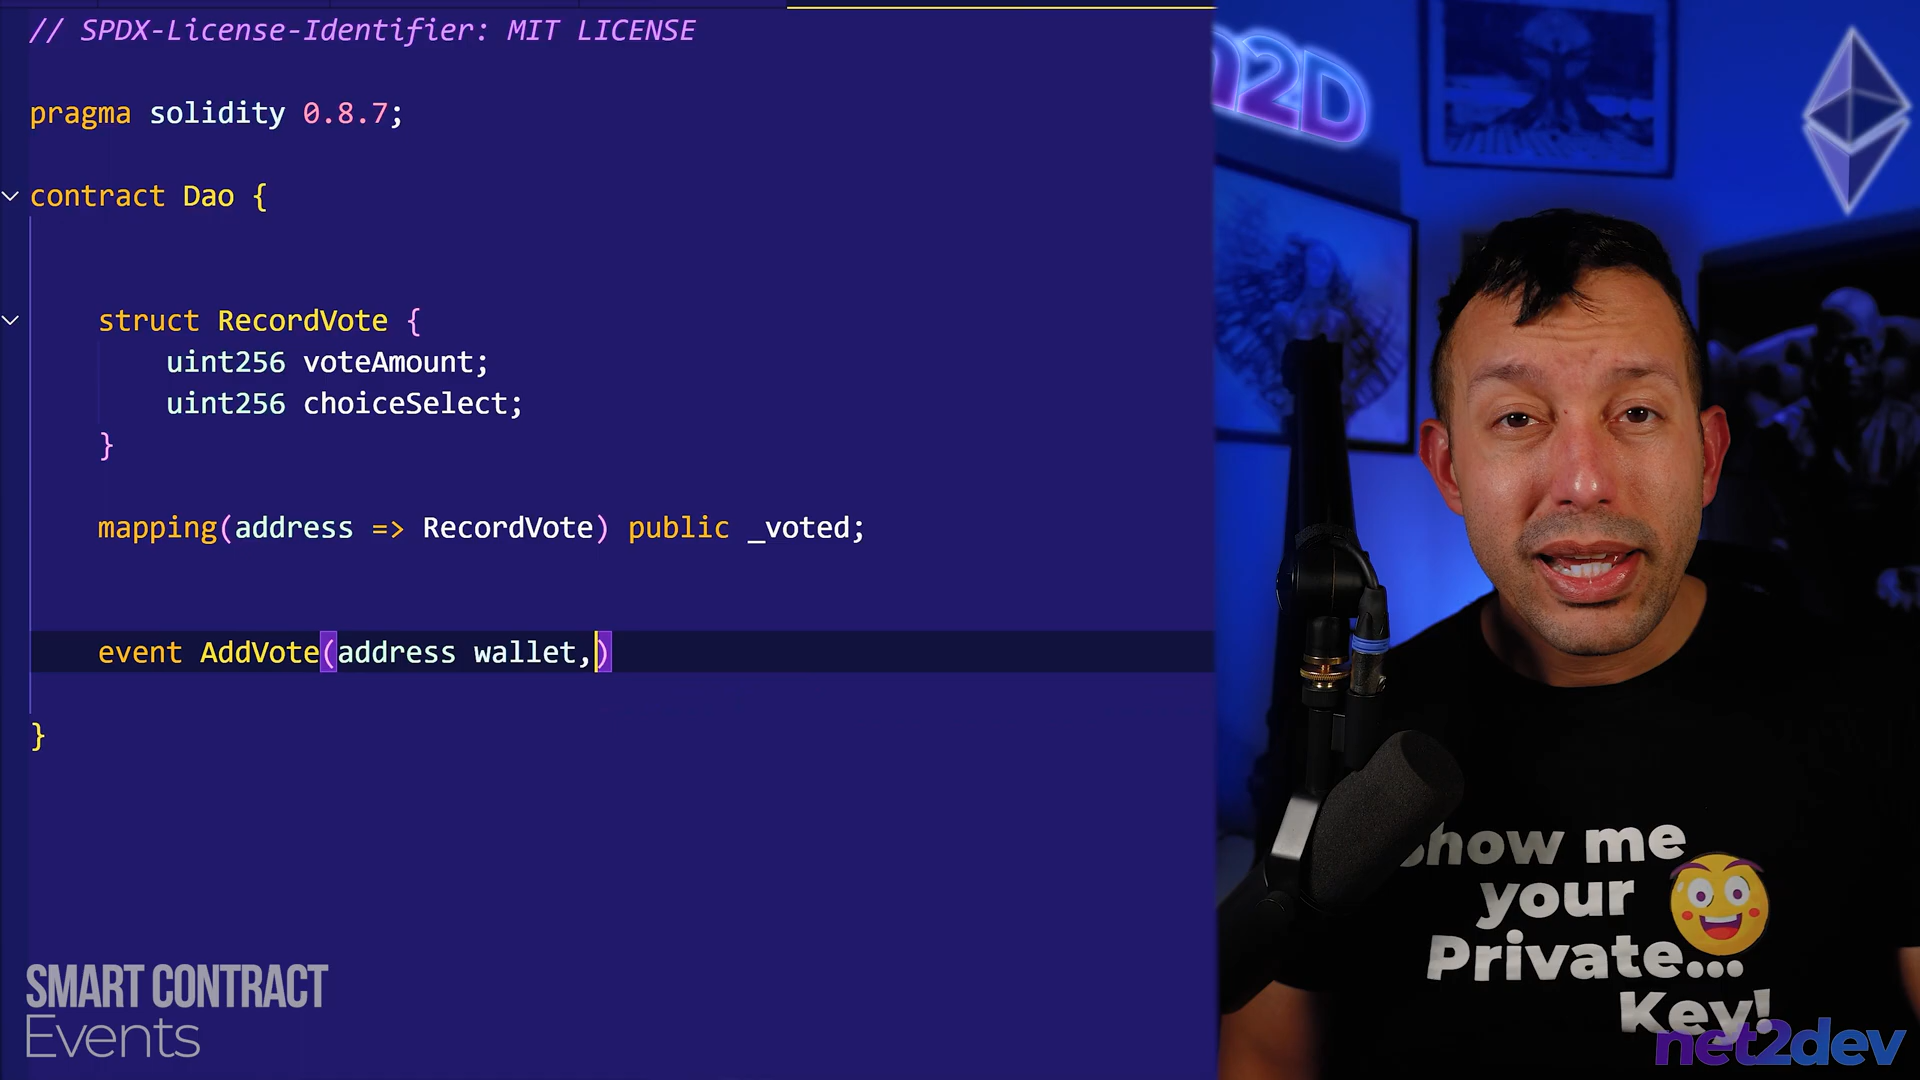 // SPDX-License-Identifier: MIT LICENSE
pragma solidity 0.8.7;
contract Dao {
struct RecordVote {
uint256 voteAmount;
uint256 choiceSelect;
}
mapping(address => RecordVote) public _voted;
event AddVote(address wallet,)
}
SMART CONTRACT
Events
2D
how me
your
Private...
Key!
net2dev